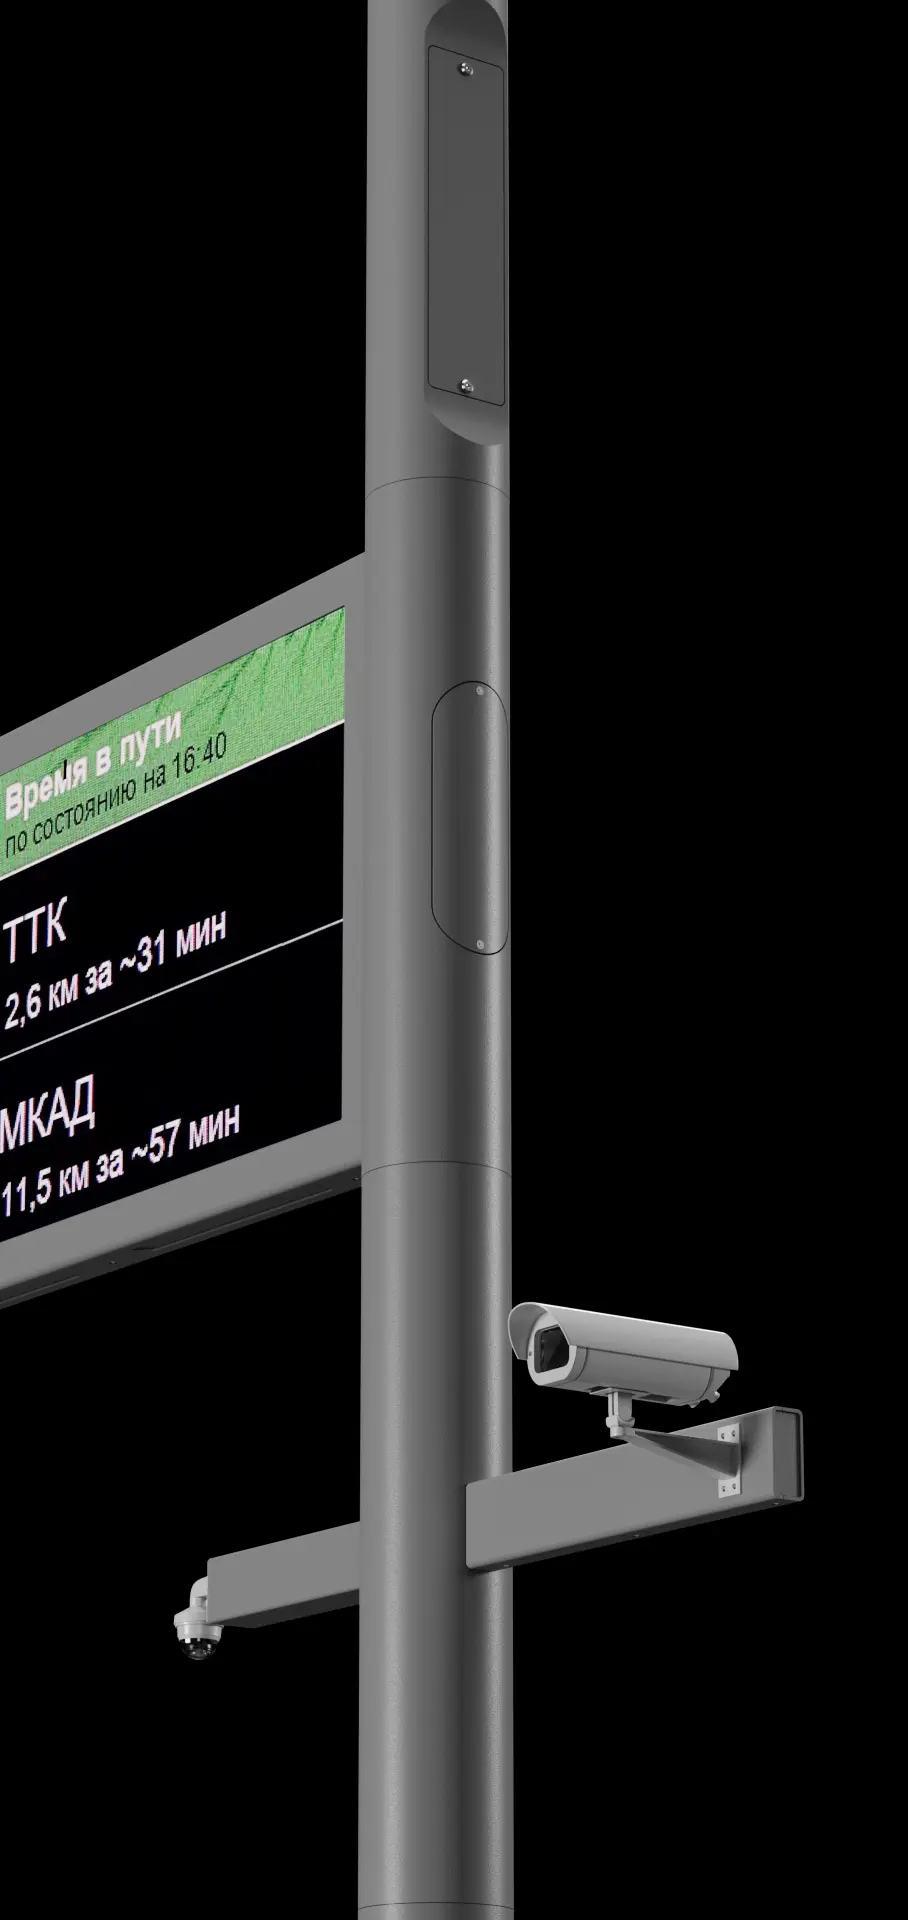 Время в пути
по состоянию на 16:40
ТТК
2,6 км за ~31 мин
МКАД
11,5 км за ~57 мин